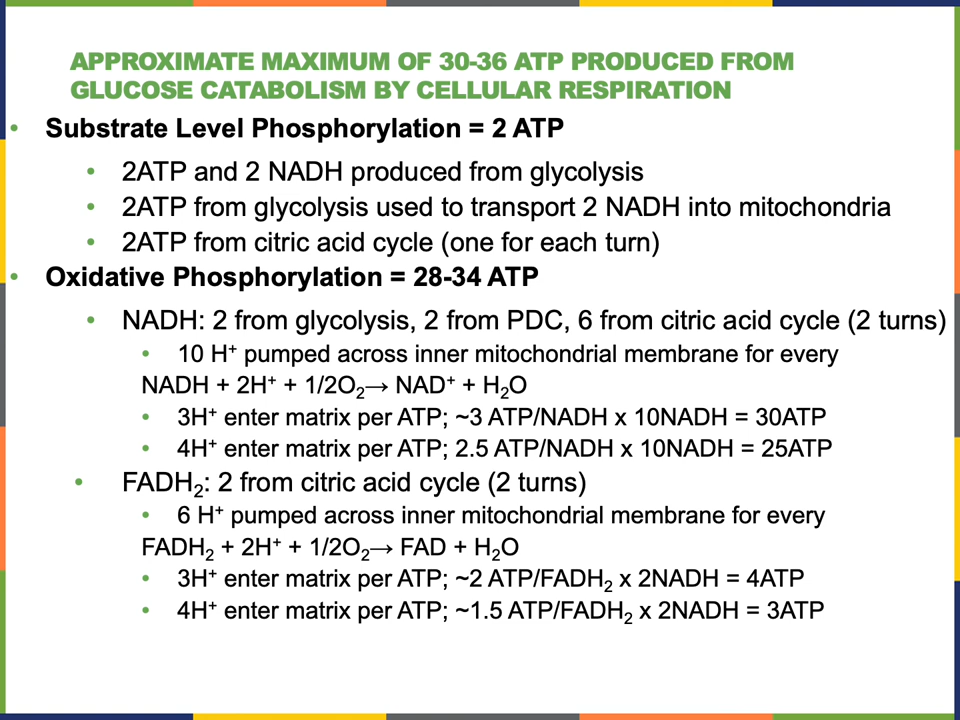 APPROXIMATE MAXIMUM OF 30-36 ATP PRODUCED FROM
GLUCOSE CATABOLISM BY CELLULAR RESPIRATION
• Substrate Level Phosphorylation = 2 ATP
• 2ATP and 2 NADH produced from glycolysis
• 2ATP from glycolysis used to transport 2 NADH into mitochondria
• 2ATP from citric acid cycle (one for each turn)
• Oxidative Phosphorylation = 28-34 ATP
• NADH: 2 from glycolysis, 2 from PDC, 6 from citric acid cycle (2 turns)
• 10 H⁺ pumped across inner mitochondrial membrane for every
NADH + 2H⁺ + 1/2O₂→ NAD⁺ + H₂O
• 3H⁺ enter matrix per ATP; ~3 ATP/NADH x 10NADH = 30ATP
• 4H⁺ enter matrix per ATP; 2.5 ATP/NADH x 10NADH = 25ATP
• FADH₂: 2 from citric acid cycle (2 turns)
• 6 H⁺ pumped across inner mitochondrial membrane for every
FADH₂ + 2H⁺ + 1/2O₂→ FAD + H₂O
• 3H⁺ enter matrix per ATP; ~2 ATP/FADH₂ x 2NADH = 4ATP
• 4H⁺ enter matrix per ATP; ~1.5 ATP/FADH₂ x 2NADH = 3ATP